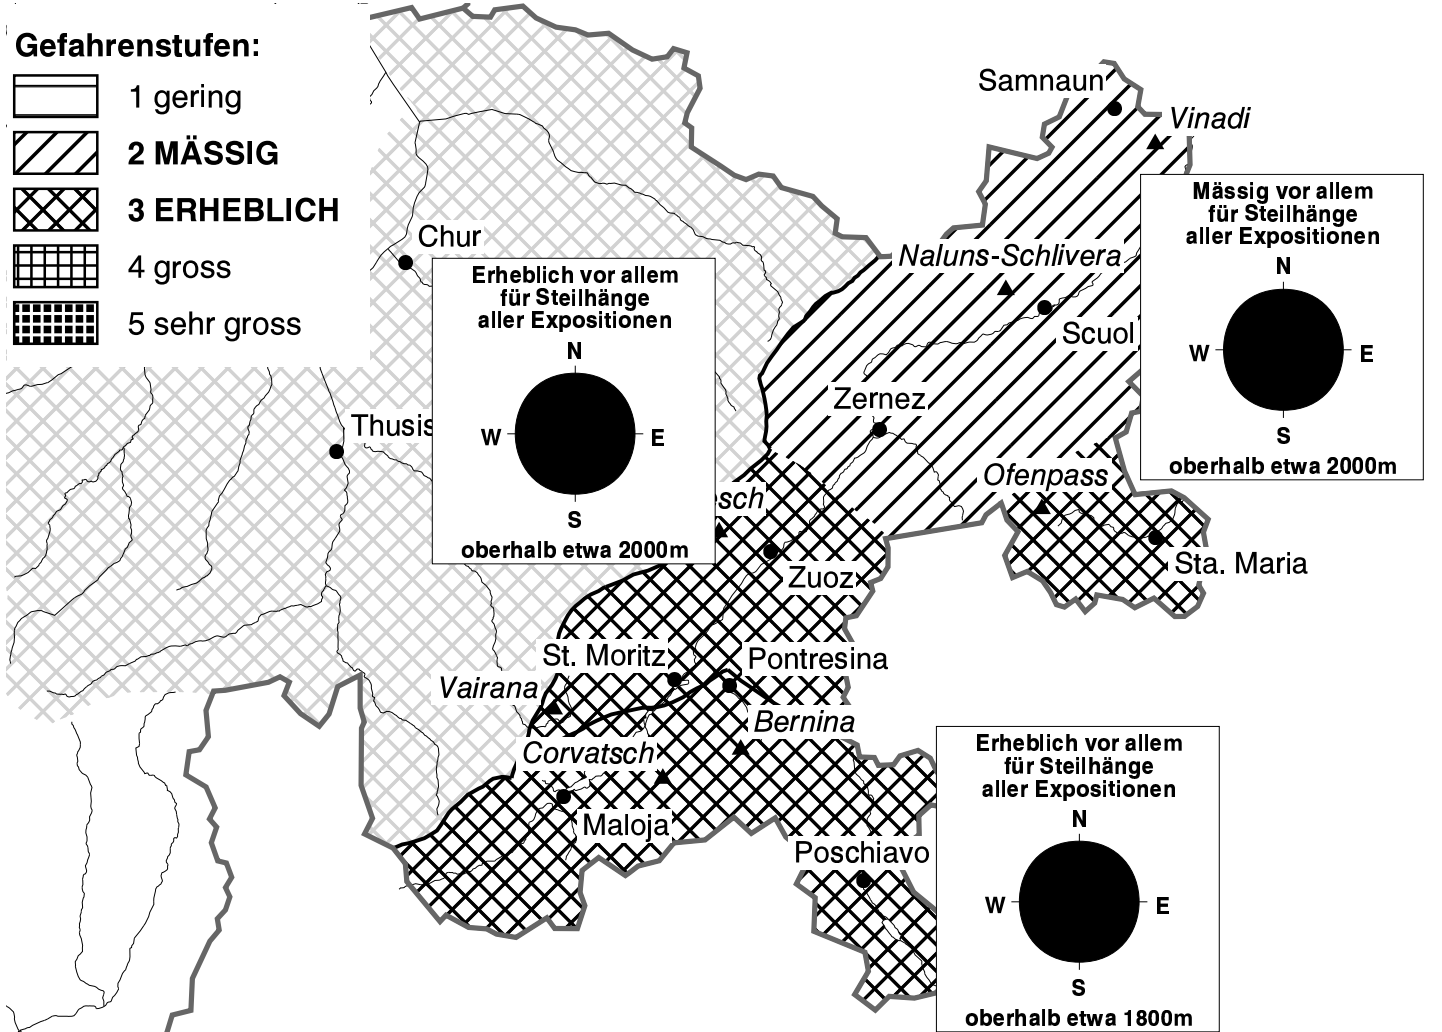 Gefahrenstufen:
1 gering
2 MÄSSIG
3 ERHEBLICH
4 gross
5 sehr gross
Samnaun
Vinadi
Chur
Naluns-Schlivera
Scuol
Zernez
Thusis
Ofenpass
Sta. Maria
esch
Zuoz
St. Moritz
Pontresina
Vairana
Bernina
Corvatsch
Maloja
Poschiavo
Erheblich vor allem
für Steilhänge
aller Expositionen
N
W E
S
oberhalb etwa 2000m
Mässig vor allem
für Steilhänge
aller Expositionen
N
W E
S
oberhalb etwa 2000m
Erheblich vor allem
für Steilhänge
aller Expositionen
N
W E
S
oberhalb etwa 1800m